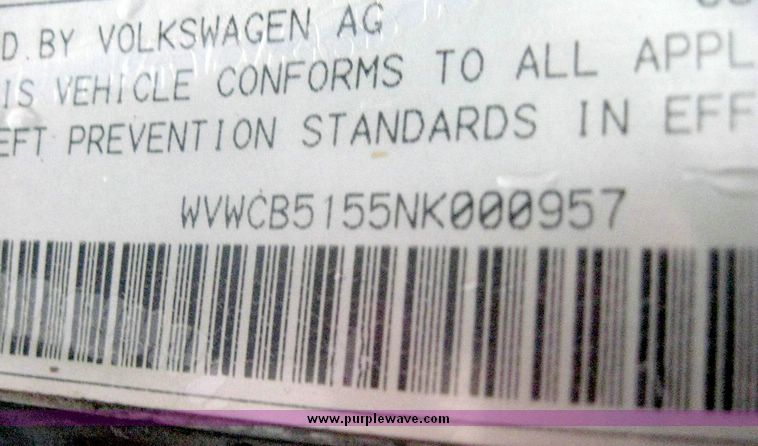 D BY VOLKSWAGEN AG
IS VEHICLE CONFORMS TO ALL APPL
EFT PREVENTION STANDARDS IN EFF
WVWCB5155NK000957
www.purplewave.com